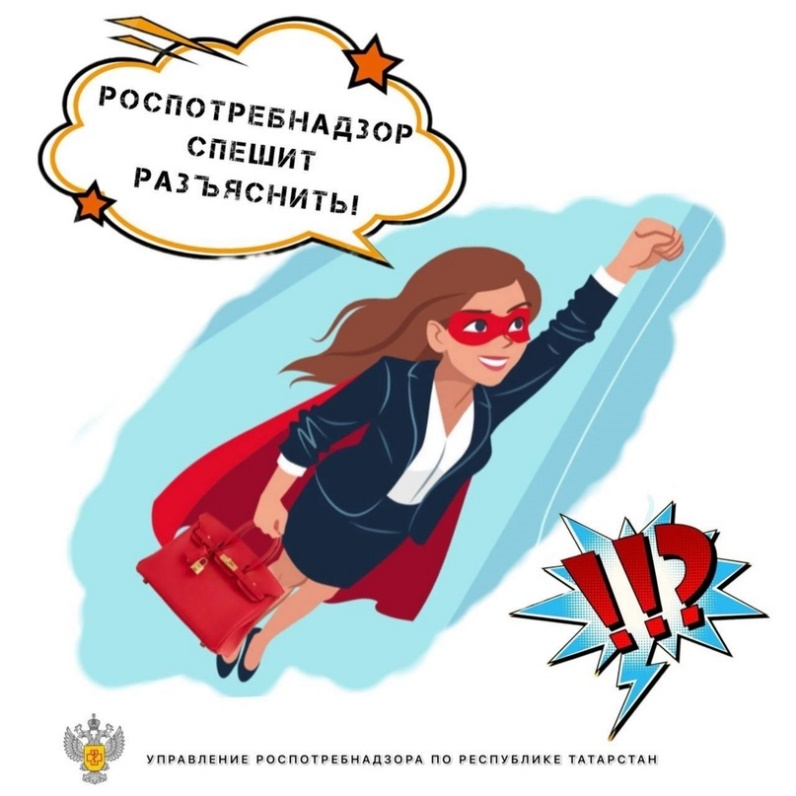 РОСПОТРЕБНАДЗОР
СПЕШИТ
РАЗЪЯСНИТЬ!
!!?
УПРАВЛЕНИЕ РОСПОТРЕБНАДЗОРА ПО РЕСПУБЛИКЕ ТАТАРСТАН